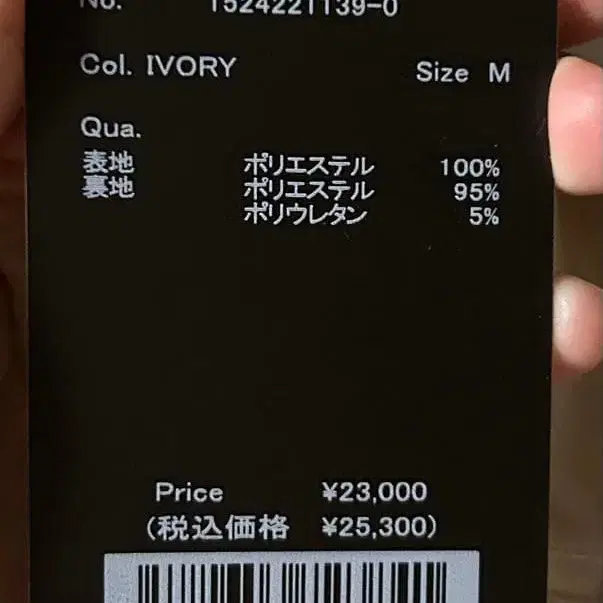 No. 1524221139-0
Col. IVORY Size M
Qua.
表地 ポリエステル 100%
裏地 ポリエステル 95%
ポリウレタン 5%
Price ¥23,000
(税込価格 ¥25,300)